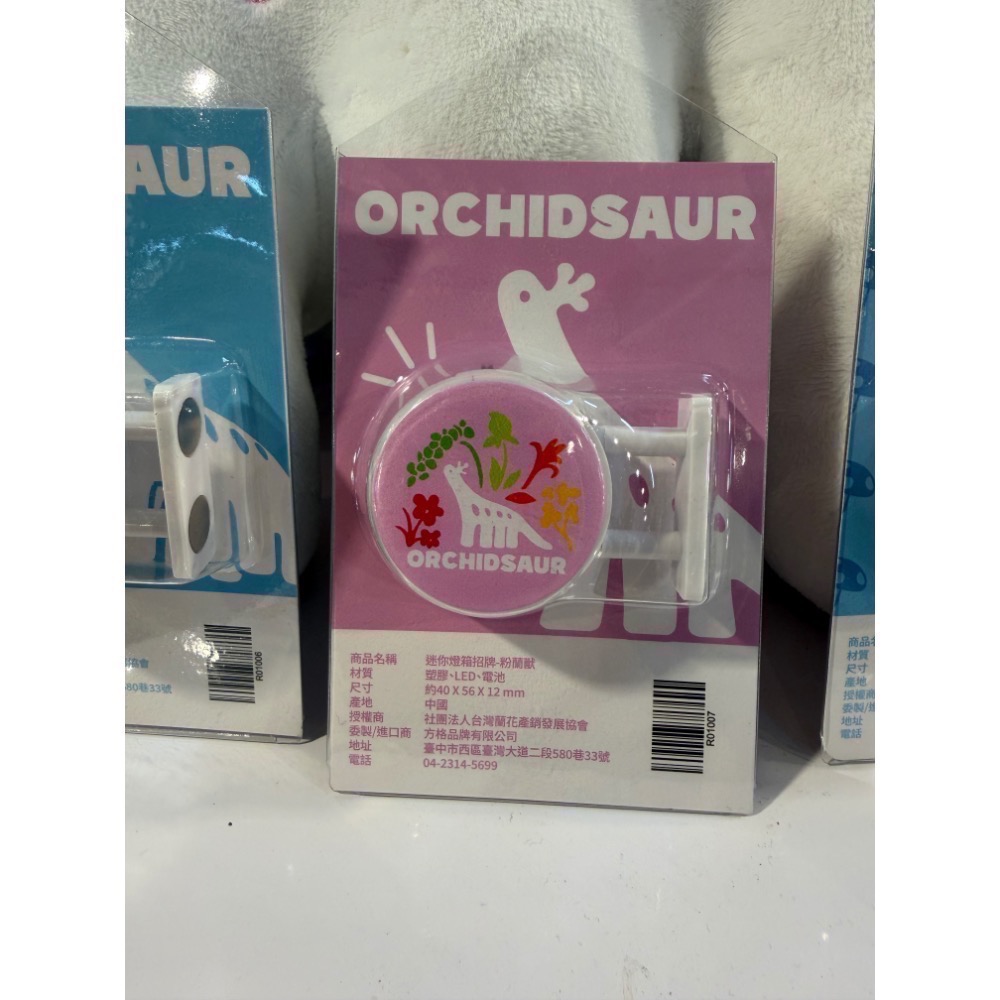 ORCHIDSAUR
ORCHIDSAUR
商品名稱 迷你燈箱招牌-粉蘭獸
材質 塑膠、LED、電池
尺寸 約40 X 56 X 12 mm
產地 中國
授權商 社團法人台灣蘭花產銷發展協會
委製/進口商 方格品牌有限公司
地址 臺中市西區臺灣大道二段580巷33號
電話 04-2314-5699
R01007
AUR
協會
580巷33號
R01006
商品名
材質
尺寸
產地
授權商
委製/進
地址
電話